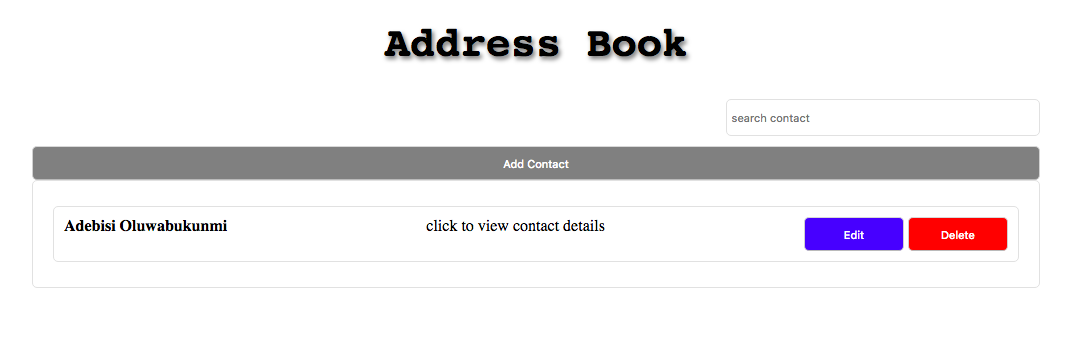 Address Book
search contact
Add Contact
Adebisi Oluwabukunmi click to view contact details Edit Delete